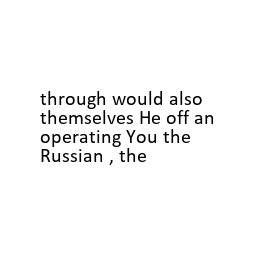 through would also
themselves He off an
operating You the
Russian , the